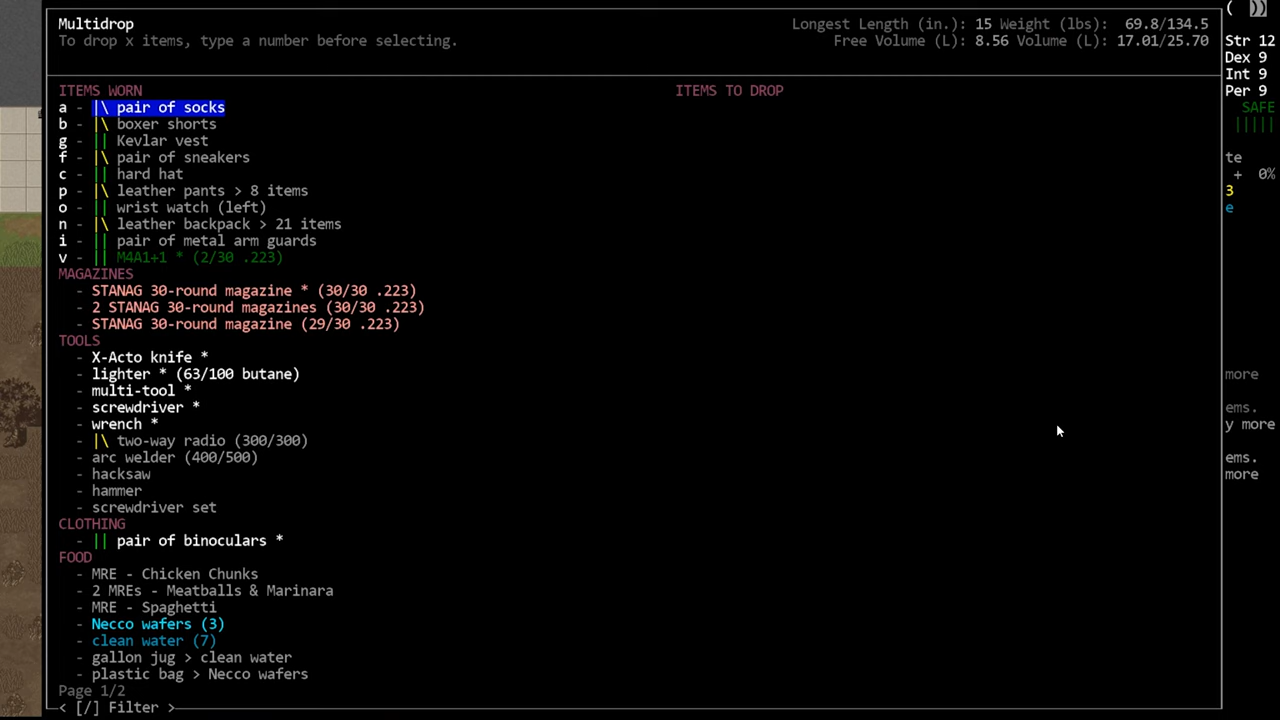 Multidrop
Longest Length (in.): 15 Weight (lbs): 69.8/134.5
To drop x items, type a number before selecting.
Free Volume (L): 8.56 Volume (L): 17.01/25.70
ITEMS WORN
ITEMS TO DROP
a - |\ pair of socks
b - |\ boxer shorts
g - || Kevlar vest
f - |\ pair of sneakers
c - || hard hat
p - |\ leather pants > 8 items
o - || wrist watch (left)
n - |\ leather backpack > 21 items
i - || pair of metal arm guards
v - || M4A1+1 * (2/30 .223)
MAGAZINES
- STANAG 30-round magazine * (30/30 .223)
- 2 STANAG 30-round magazines (30/30 .223)
- STANAG 30-round magazine (29/30 .223)
TOOLS
- X-Acto knife *
- lighter * (63/100 butane)
- multi-tool *
- screwdriver *
- wrench *
- |\ two-way radio (300/300)
- arc welder (400/500)
- hacksaw
- hammer
- screwdriver set
CLOTHING
- || pair of binoculars *
FOOD
- MRE - Chicken Chunks
- 2 MREs - Meatballs & Marinara
- MRE - Spaghetti
- Necco wafers (3)
- clean water (7)
- gallon jug > clean water
- plastic bag > Necco wafers
Page 1/2
< [/] Filter >
( ))
Str 12
Dex 9
Int 9
Per 9
SAFE
|||||
te
+ 0%
3
e
more
ems.
y more
ems.
more